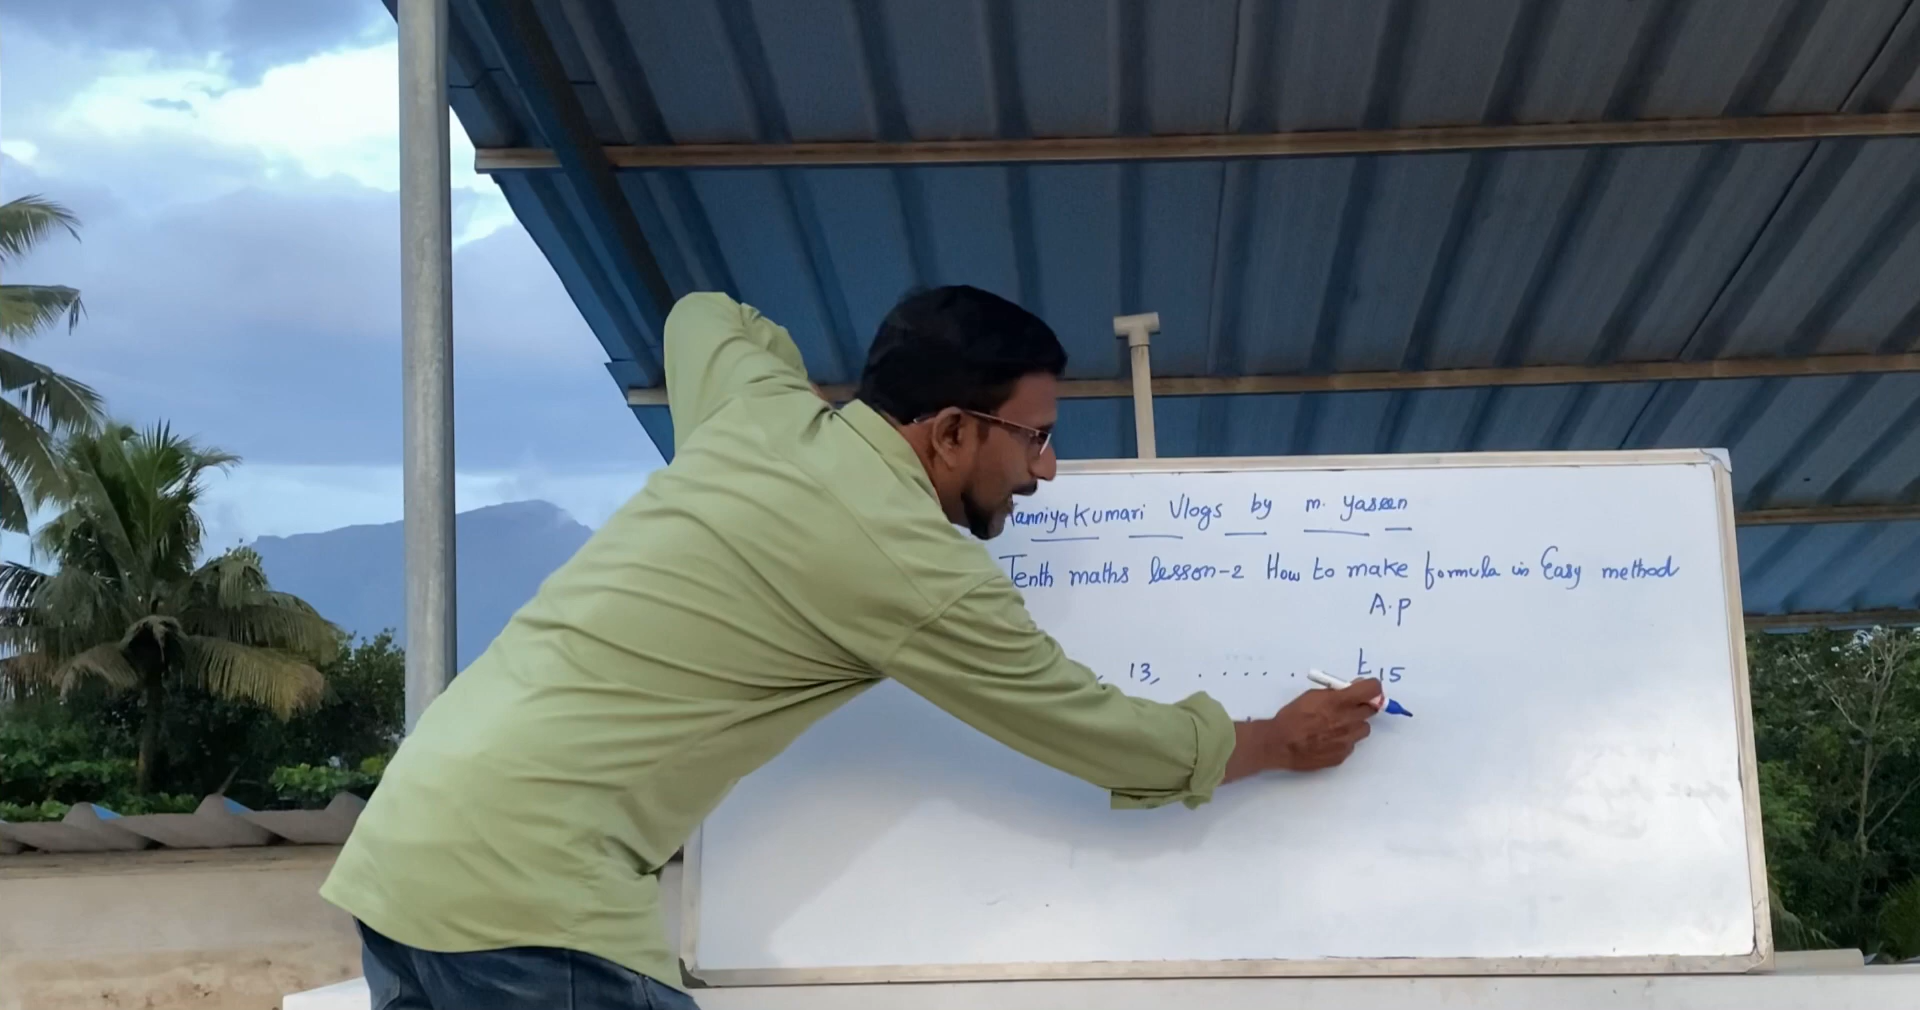 anniyakumari Vlogs by m. yaseen
Tenth maths lesson-2 How to make formula in Easy method
A.p
, 13, . . . . . . t15